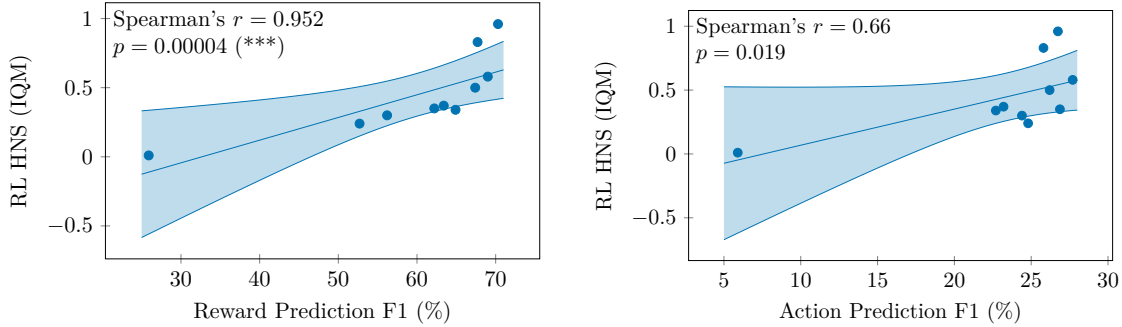 Spearman's r = 0.952
p = 0.00004 (***)
RL HNS (IQM)
1
0.5
0
−0.5
30 40 50 60 70
Reward Prediction F1 (%)
Spearman's r = 0.66
p = 0.019
RL HNS (IQM)
1
0.5
0
−0.5
5 10 15 20 25 30
Action Prediction F1 (%)